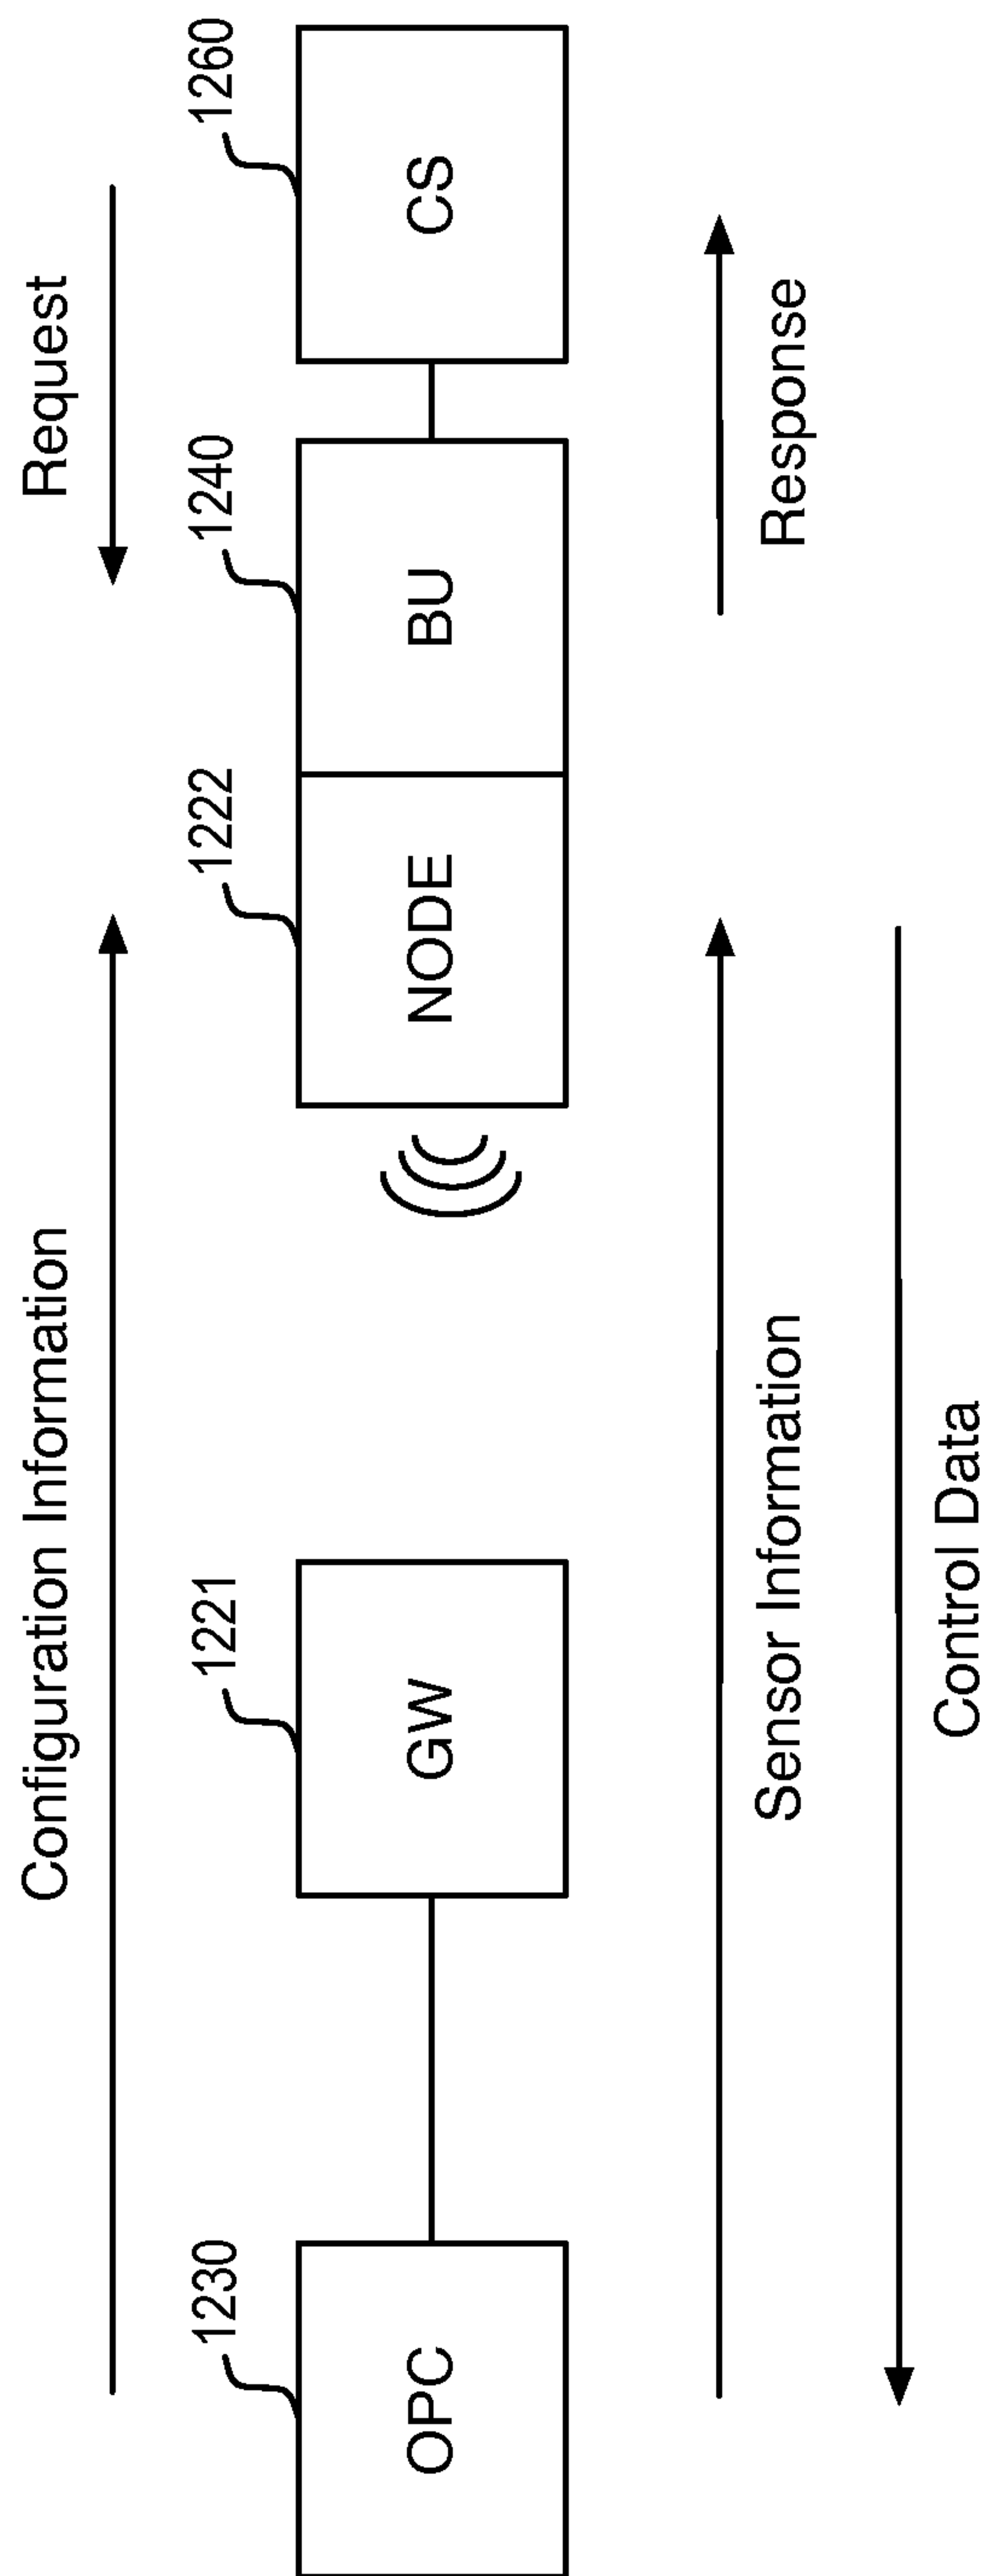 Configuration Information
Request
1230
1221
1222
1240
1260
OPC
GW
NODE
BU
CS
Sensor Information
Response
Control Data